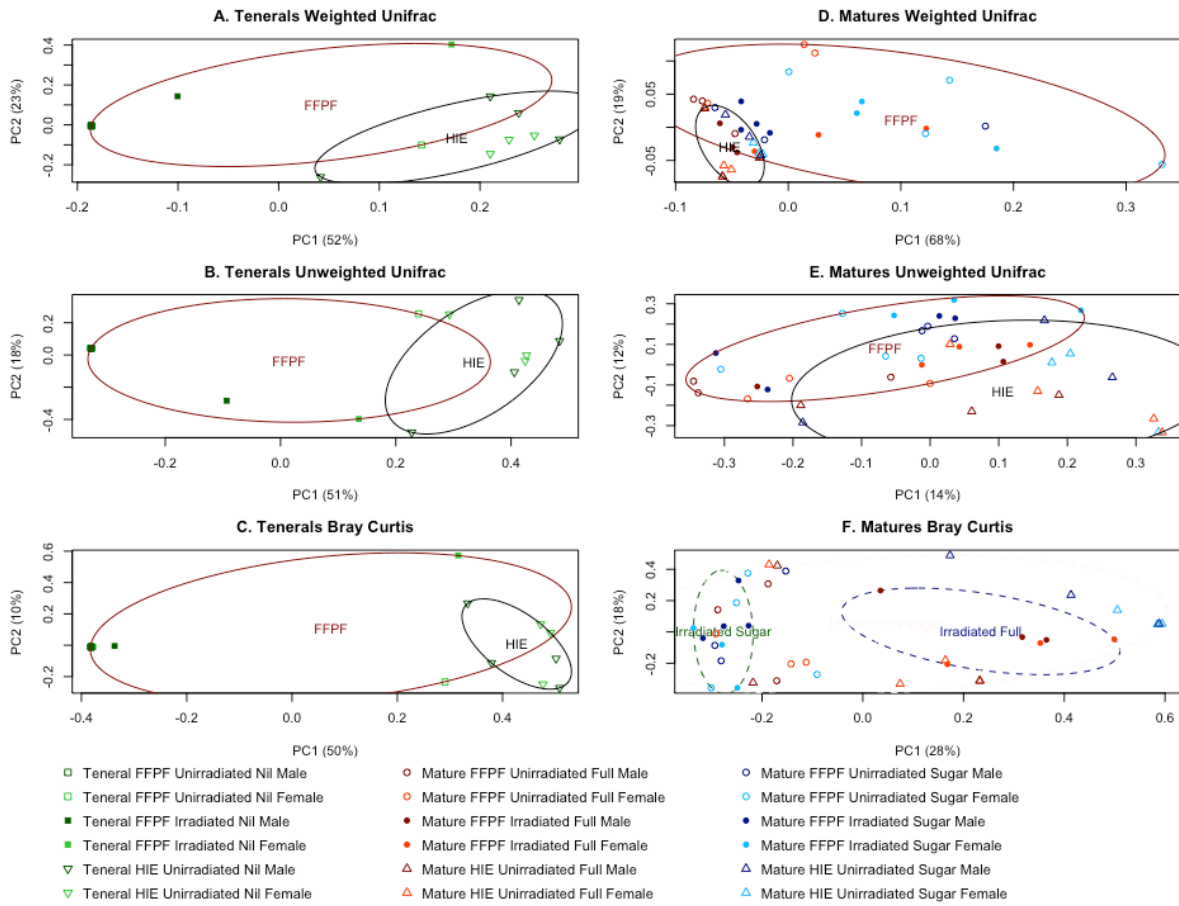 A. Tenerals Weighted Unifrac
PC2 (23%)
-0.2 0.0 0.2 0.4
FFPF
HIE
-0.2 -0.1 0.0 0.1 0.2
PC1 (52%)
D. Matures Weighted Unifrac
PC2 (19%)
-0.05 0.05
FFPF
HIE
-0.1 0.0 0.1 0.2 0.3
PC1 (68%)
B. Tenerals Unweighted Unifrac
PC2 (18%)
-0.4 0.0 0.2
FFPF
HIE
-0.2 0.0 0.2 0.4
PC1 (51%)
E. Matures Unweighted Unifrac
PC2 (12%)
-0.3 -0.1 0.1 0.3
FFPF
HIE
-0.3 -0.2 -0.1 0.0 0.1 0.2 0.3
PC1 (14%)
C. Tenerals Bray Curtis
PC2 (10%)
-0.2 0.2 0.4 0.6
FFPF
HIE
-0.4 -0.2 0.0 0.2 0.4
PC1 (50%)
F. Matures Bray Curtis
PC2 (18%)
-0.2 0.2 0.4
Irradiated Sugar
Irradiated Full
-0.2 0.0 0.2 0.4 0.6
PC1 (28%)
Teneral FFPF Unirradiated Nil Male
Teneral FFPF Unirradiated Nil Female
Teneral FFPF Irradiated Nil Male
Teneral FFPF Irradiated Nil Female
Teneral HIE Unirradiated Nil Male
Teneral HIE Unirradiated Nil Female
Mature FFPF Unirradiated Full Male
Mature FFPF Unirradiated Full Female
Mature FFPF Irradiated Full Male
Mature FFPF Irradiated Full Female
Mature HIE Unirradiated Full Male
Mature HIE Unirradiated Full Female
Mature FFPF Unirradiated Sugar Male
Mature FFPF Unirradiated Sugar Female
Mature FFPF Irradiated Sugar Male
Mature FFPF Irradiated Sugar Female
Mature HIE Unirradiated Sugar Male
Mature HIE Unirradiated Sugar Female